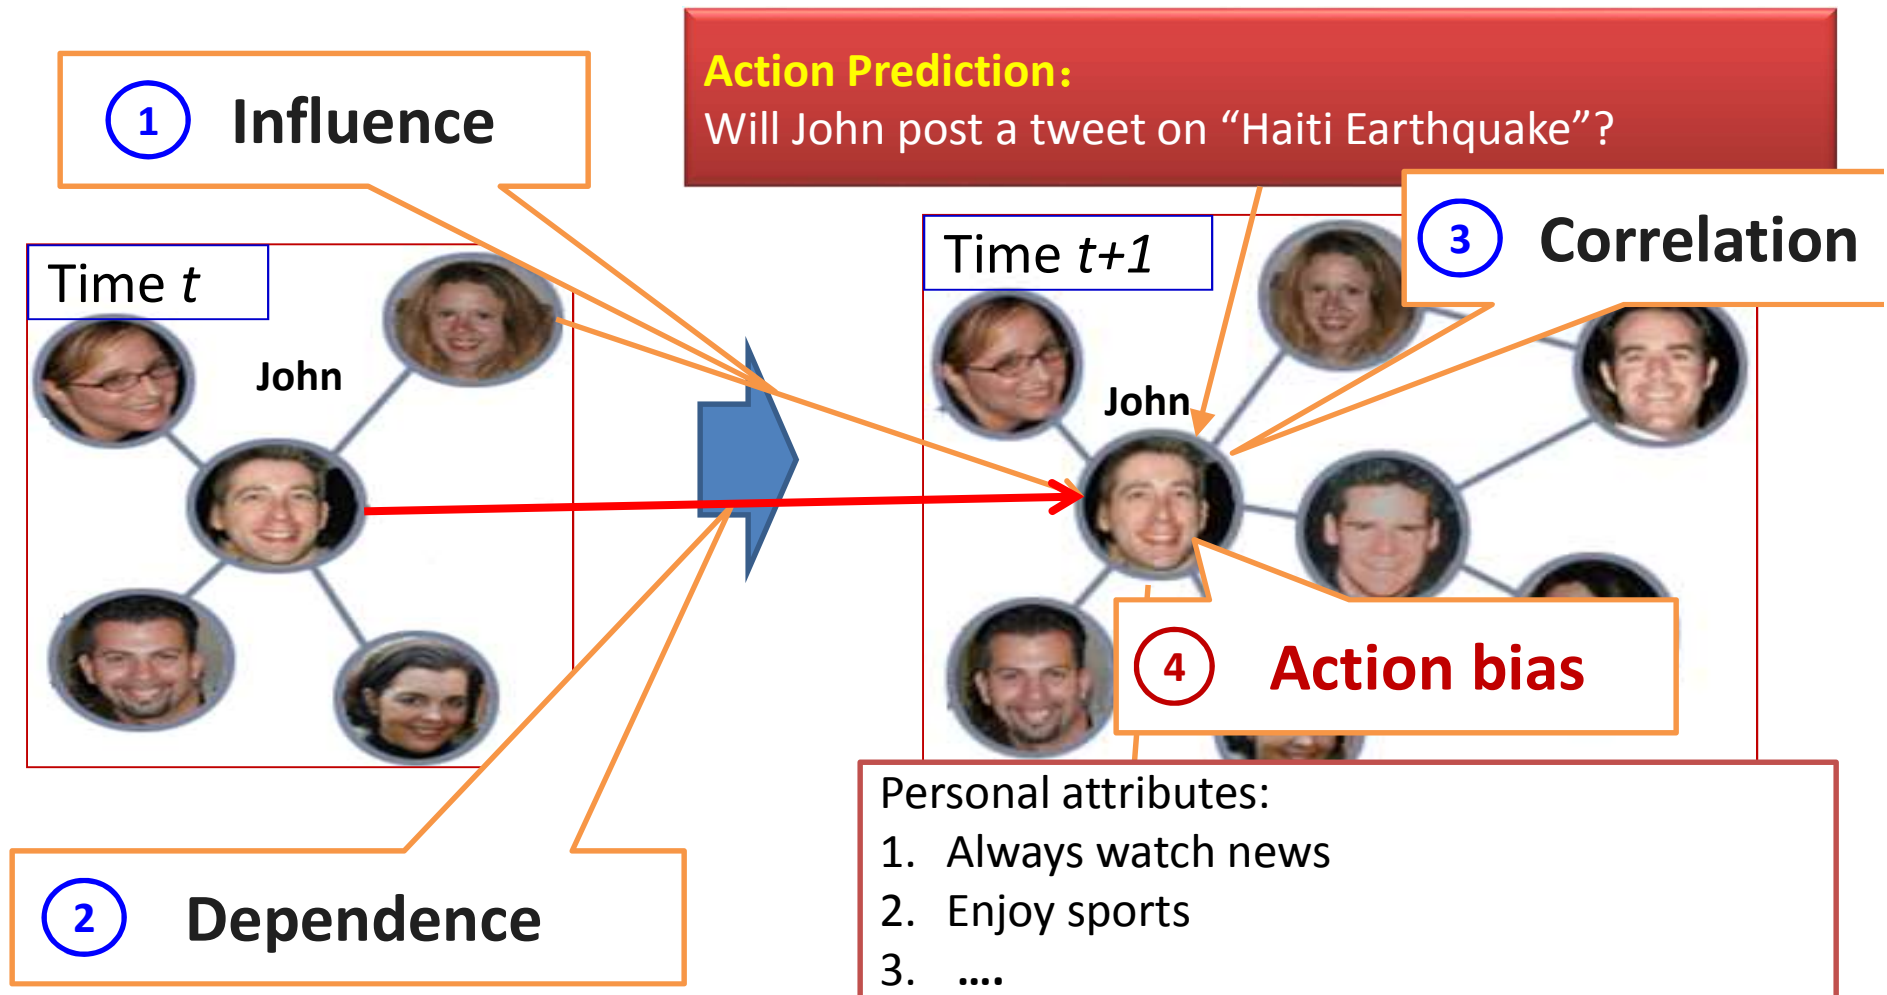 Action Prediction：
Will John post a tweet on “Haiti Earthquake”?
1 Influence
3 Correlation
Time t
Time t+1
John
John
4 Action bias
2 Dependence
Personal attributes:
1. Always watch news
2. Enjoy sports
3. ....